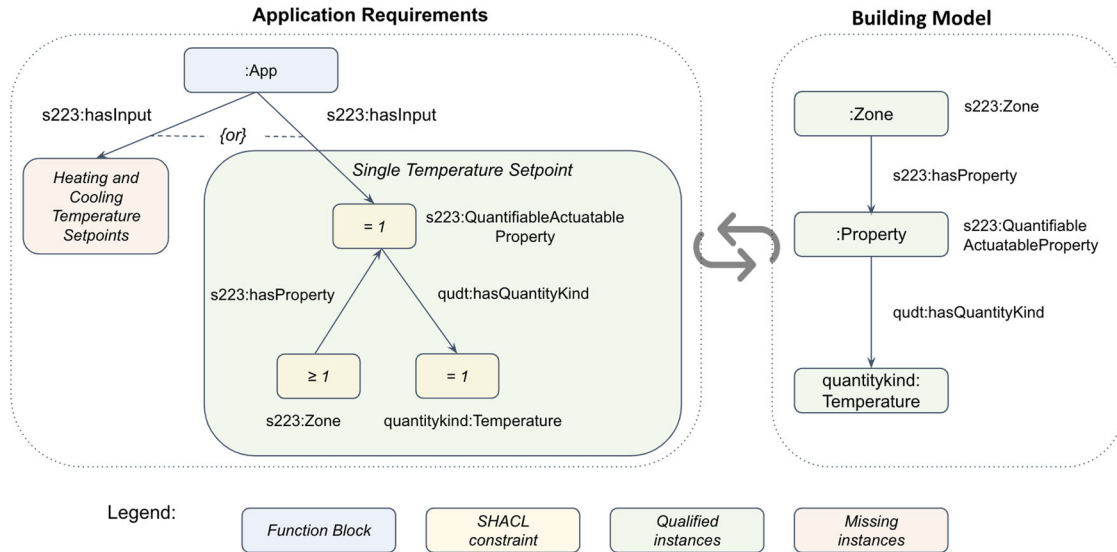 Application Requirements
Building Model
:App
s223:hasInput
s223:hasInput
{or}
Heating and
Cooling
Temperature
Setpoints
Single Temperature Setpoint
= 1
s223:QuantifiableActuatable
Property
s223:hasProperty
qudt:hasQuantityKind
≥ 1
= 1
s223:Zone
quantitykind:Temperature
:Zone
s223:Zone
s223:hasProperty
:Property
s223:Quantifiable
ActuatableProperty
qudt:hasQuantityKind
quantitykind:
Temperature
Legend:
Function Block
SHACL
constraint
Qualified
instances
Missing
instances